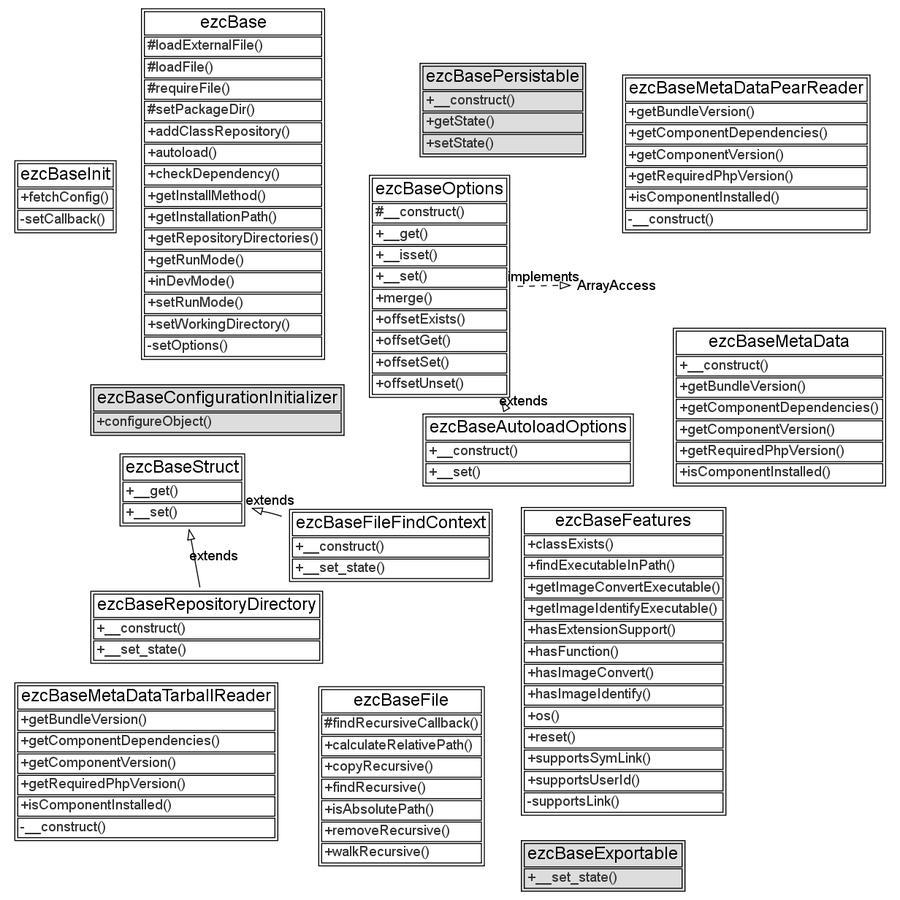 ezcBase
#loadExternalFile()
#loadFile()
#requireFile()
#setPackageDir()
+addClassRepository()
+autoload()
+checkDependency()
+getInstallMethod()
+getInstallationPath()
+getRepositoryDirectories()
+getRunMode()
+inDevMode()
+setRunMode()
+setWorkingDirectory()
-setOptions()
ezcBasePersistable
+__construct()
+getState()
+setState()
ezcBaseMetaDataPearReader
+getBundleVersion()
+getComponentDependencies()
+getComponentVersion()
+getRequiredPhpVersion()
+isComponentInstalled()
-__construct()
ezcBaseInit
+fetchConfig()
-setCallback()
ezcBaseOptions
#__construct()
+__get()
+__isset()
+__set()
+merge()
+offsetExists()
+offsetGet()
+offsetSet()
+offsetUnset()
implements
ArrayAccess
ezcBaseMetaData
+__construct()
+getBundleVersion()
+getComponentDependencies()
+getComponentVersion()
+getRequiredPhpVersion()
+isComponentInstalled()
ezcBaseConfigurationInitializer
+configureObject()
extends
ezcBaseAutoloadOptions
+__construct()
+__set()
ezcBaseStruct
+__get()
+__set()
extends
ezcBaseFileFindContext
+__construct()
+__set_state()
extends
ezcBaseRepositoryDirectory
+__construct()
+__set_state()
ezcBaseFeatures
+classExists()
+findExecutableInPath()
+getImageConvertExecutable()
+getImageIdentifyExecutable()
+hasExtensionSupport()
+hasFunction()
+hasImageConvert()
+hasImageIdentify()
+os()
+reset()
+supportsSymLink()
+supportsUserId()
-supportsLink()
ezcBaseMetaDataTarballReader
+getBundleVersion()
+getComponentDependencies()
+getComponentVersion()
+getRequiredPhpVersion()
+isComponentInstalled()
-__construct()
ezcBaseFile
#findRecursiveCallback()
+calculateRelativePath()
+copyRecursive()
+findRecursive()
+isAbsolutePath()
+removeRecursive()
+walkRecursive()
ezcBaseExportable
+__set_state()